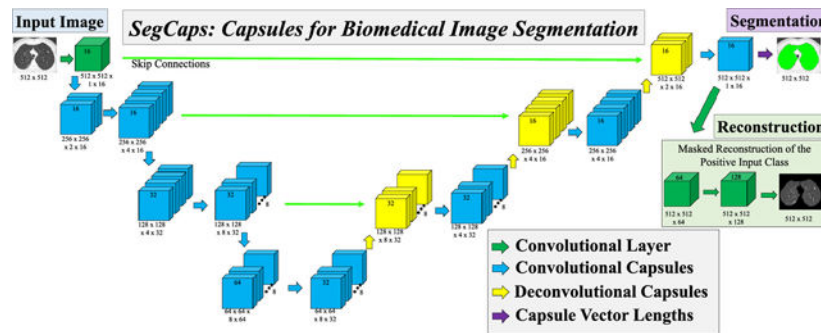 Input Image
SegCaps: Capsules for Biomedical Image Segmentation
Segmentation
16
512 x 512
512 x 512 x
1 x 16
Skip Connections
16
512 x 512
x 2 x 16
16
512 x 512 x
1 x 16
512 x 512
16
256 x 256
x 2 x 16
16
256 x 256
x 4 x 16
16
256 x 256
x 4 x 16
16
256 x 256
x 4 x 16
Reconstruction
Masked Reconstruction of the
Positive Input Class
64
512 x 512
x 64
128
512 x 512
x 128
512 x 512
32
128 x 128
x 4 x 32
32
8
128 x 128
x 8 x 32
32
8
128 x 128
x 8 x 32
32
8
128 x 128
x 4 x 32
64
8
64 x 64 x
8 x 64
32
8
64 x 64
x 8 x 32
Convolutional Layer
Convolutional Capsules
Deconvolutional Capsules
Capsule Vector Lengths